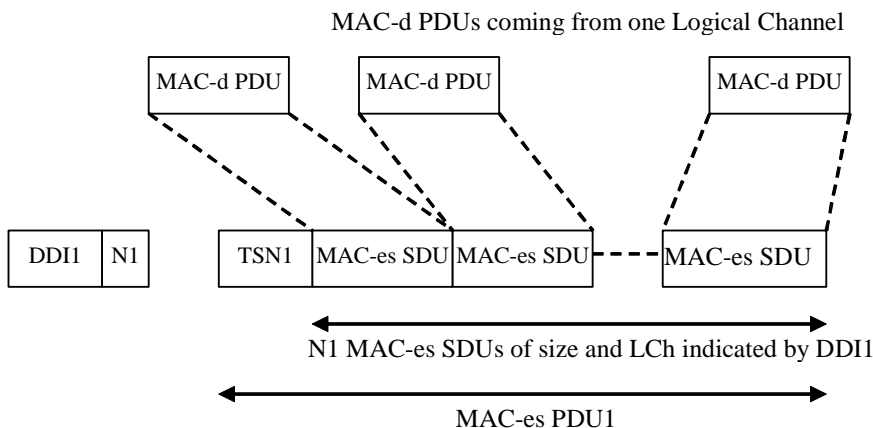 MAC-d PDUs coming from one Logical Channel
MAC-d PDU MAC-d PDU MAC-d PDU
DDI1 N1 TSN1 MAC-es SDU MAC-es SDU MAC-es SDU
N1 MAC-es SDUs of size and LCh indicated by DDI1
MAC-es PDU1